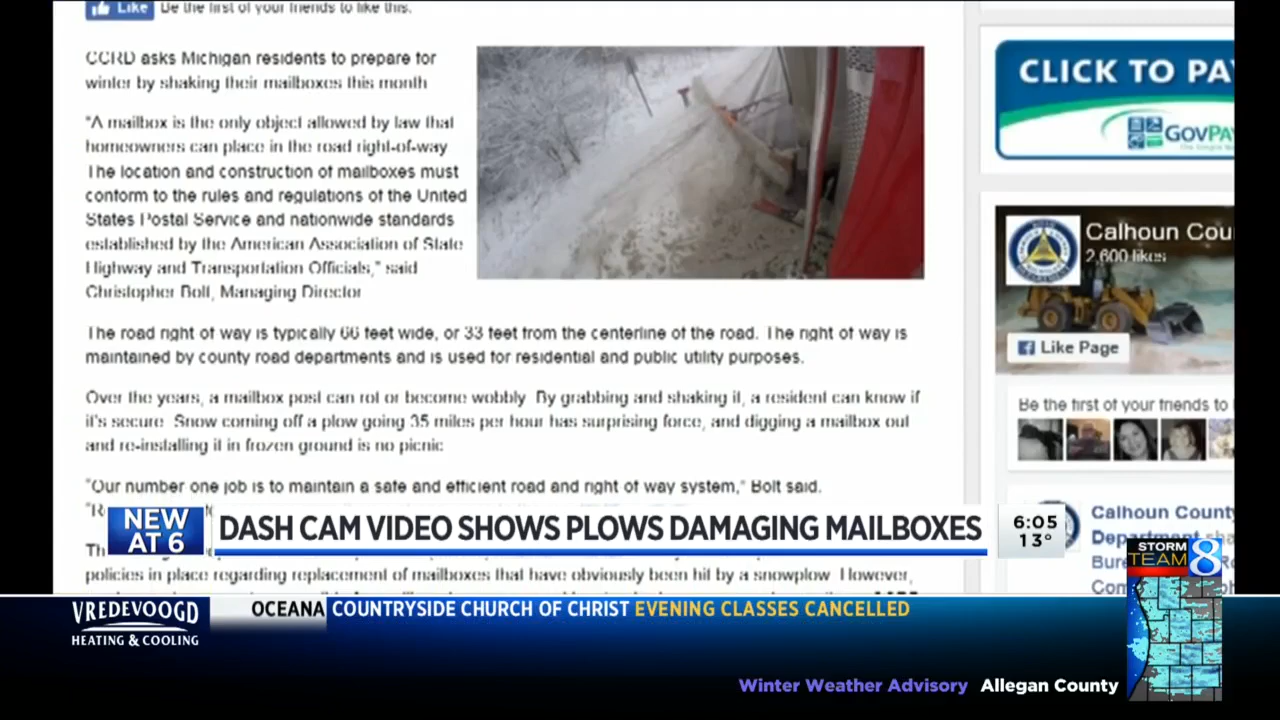 Like Be the first of your friends to like this.
CCRD asks Michigan residents to prepare for
winter by shaking their mailboxes this month
"A mailbox is the only object allowed by law that
homeowners can place in the road right-of-way
The location and construction of mailboxes must
conform to the rules and regulations of the United
States Postal Service and nationwide standards
established by the American Association of State
Highway and Transportation Officials," said
Christopher Bolt, Managing Director
The road right of way is typically 66 feet wide, or 33 feet from the centerline of the road. The right of way is
maintained by county road departments and is used for residential and public utility purposes.
Over the years, a mailbox post can rot or become wobbly. By grabbing and shaking it, a resident can know if
it's secure. Snow coming off a plow going 35 miles per hour has surprising force, and digging a mailbox out
and re-installing it in frozen ground is no picnic
"Our number one job is to maintain a safe and efficient road and right of way system," Bolt said.
policies in place regarding replacement of mailboxes that have obviously been hit by a snowplow. However,
CLICK TO PA
GOVPA
Calhoun Cou
2,600 likes
Like Page
Be the first of your friends to
Calhoun County
Department sha
NEW
AT 6
DASH CAM VIDEO SHOWS PLOWS DAMAGING MAILBOXES
6:05
13°
STORM
TEAM 8
VREDEVOOGD
HEATING & COOLING
OCEANA COUNTRYSIDE CHURCH OF CHRIST EVENING CLASSES CANCELLED
Winter Weather Advisory Allegan County